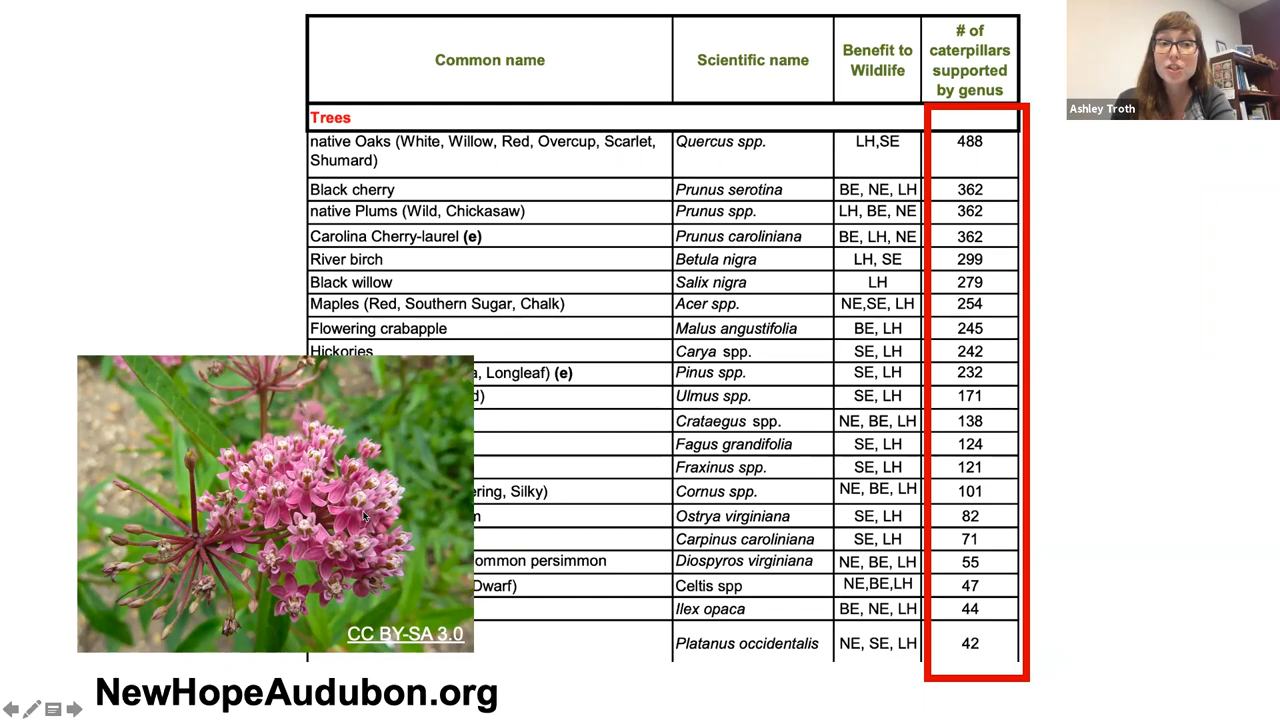 Common name Scientific name Benefit to Wildlife # of caterpillars supported by genus
Trees
native Oaks (White, Willow, Red, Overcup, Scarlet, Shumard) Quercus spp. LH,SE 488
Black cherry Prunus serotina BE, NE, LH 362
native Plums (Wild, Chickasaw) Prunus spp. LH, BE, NE 362
Carolina Cherry-laurel (e) Prunus caroliniana BE, LH, NE 362
River birch Betula nigra LH, SE 299
Black willow Salix nigra LH 279
Maples (Red, Southern Sugar, Chalk) Acer spp. NE,SE, LH 254
Flowering crabapple Malus angustifolia BE, LH 245
Hickories Carya spp. SE, LH 242
, Longleaf) (e) Pinus spp. SE, LH 232
) Ulmus spp. SE, LH 171
Crataegus spp. NE, BE, LH 138
Fagus grandifolia SE, LH 124
Fraxinus spp. SE, LH 121
ering, Silky) Cornus spp. NE, BE, LH 101
Ostrya virginiana SE, LH 82
Carpinus caroliniana SE, LH 71
ommon persimmon Diospyros virginiana NE, BE, LH 55
Dwarf) Celtis spp NE,BE,LH 47
Ilex opaca BE, NE, LH 44
Platanus occidentalis NE, SE, LH 42
Ashley Troth
CC BY-SA 3.0
NewHopeAudubon.org